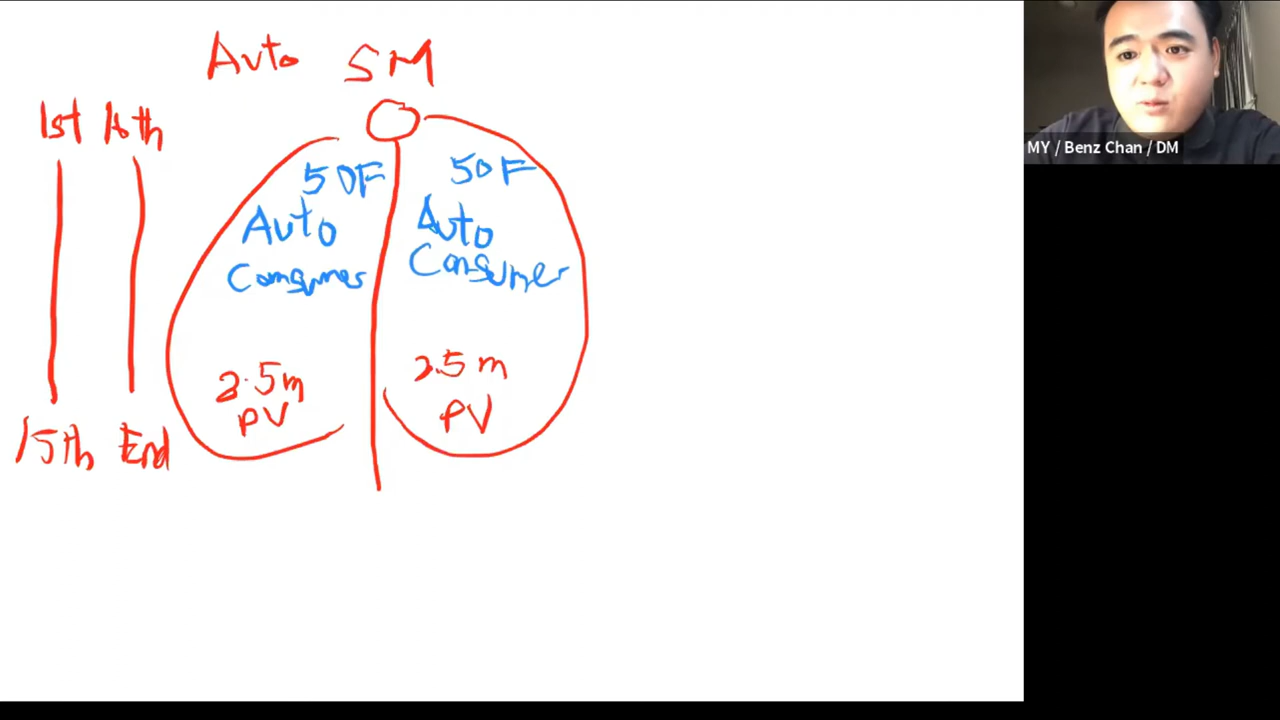 Auto SM
1st 16th
50F
Auto
Consumer
2.5m
PV
50F
Auto
Consumer
2.5m
PV
15th End
MY / Benz Chan / DM